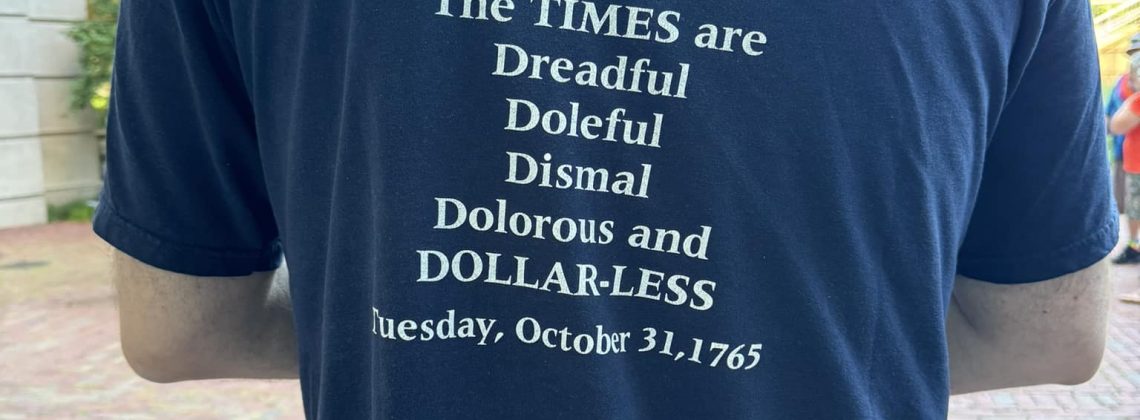 The TIMES are
Dreadful
Doleful
Dismal
Dolorous and
DOLLAR-LESS
Tuesday, October 31,1765